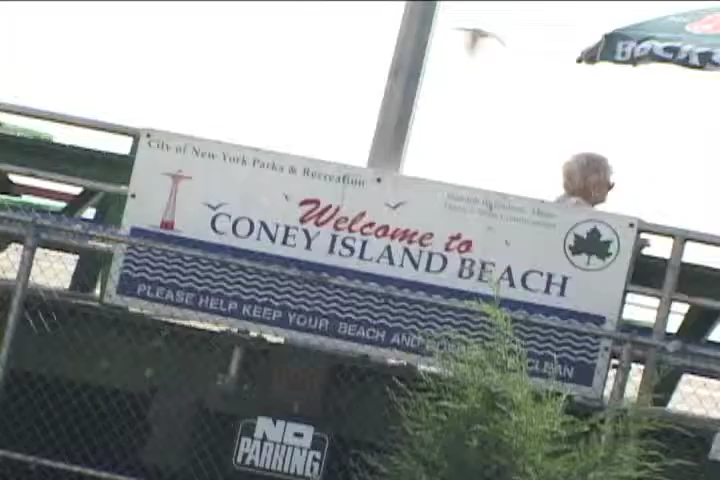 BECK'S
City of New York Parks & Recreation
Welcome to
CONEY ISLAND BEACH
PLEASE HELP KEEP YOUR BEACH AND CLEAN
NO
PARKING